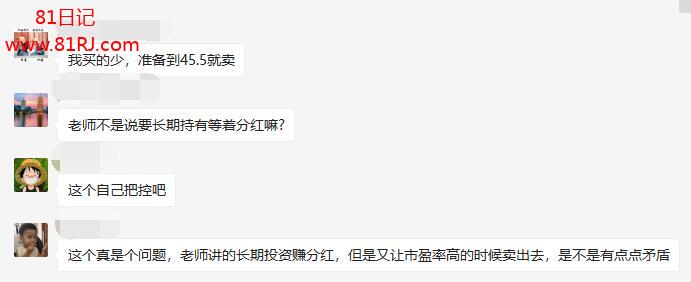 81日记
www.81RJ.com
我买的少，准备到45.5就卖
老师不是说要长期持有等着分红嘛?
这个自己把控吧
这个真是个问题，老师讲的长期投资赚分红，但是又让市盈率高的时候卖出去，是不是有点点矛盾